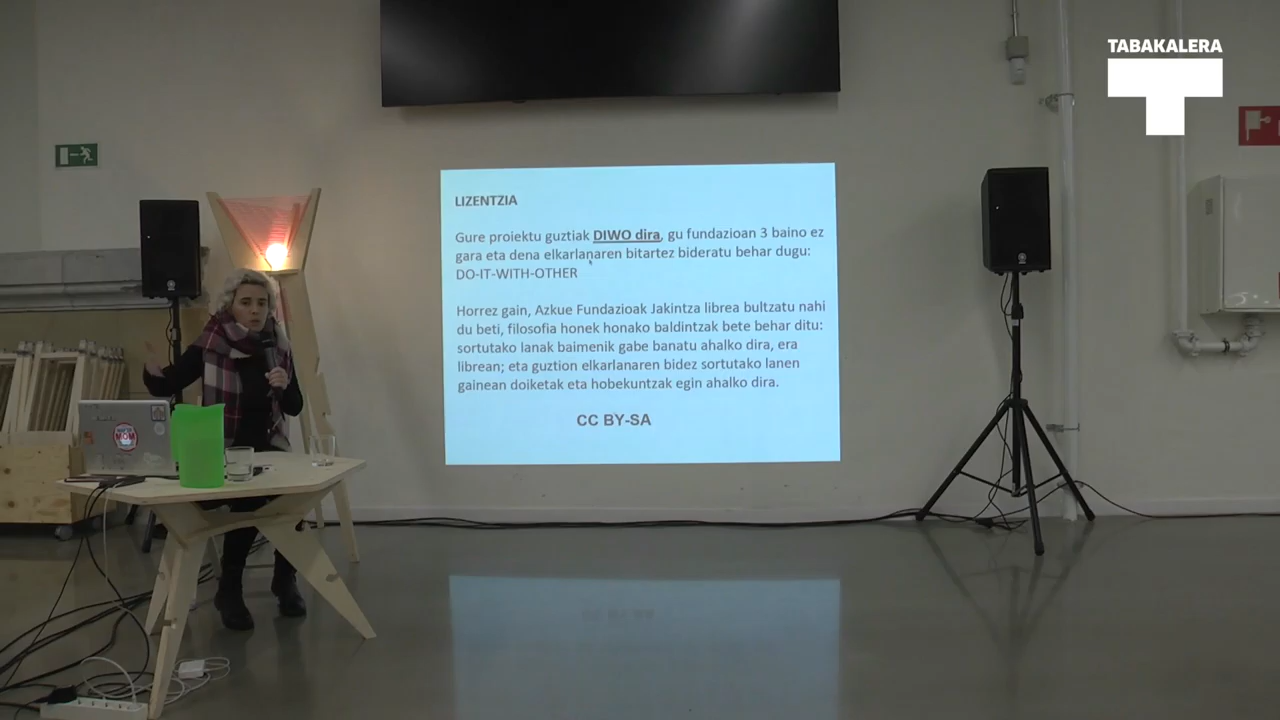 TABAKALERA
LIZENTZIA
Gure proiektu guztiak DIWO dira, gu fundazioan 3 baino ez
gara eta dena elkarlanaren bitartez bideratu behar dugu:
DO-IT-WITH-OTHER
Horrez gain, Azkue Fundazioak Jakintza librea bultzatu nahi
du beti, filosofia honek honako baldintzak bete behar ditu:
sortutako lanak baimenik gabe banatu ahalko dira, era
librean; eta guztion elkarlanaren bidez sortutako lanen
gainean doiketak eta hobekuntzak egin ahalko dira.
CC BY-SA
MOM